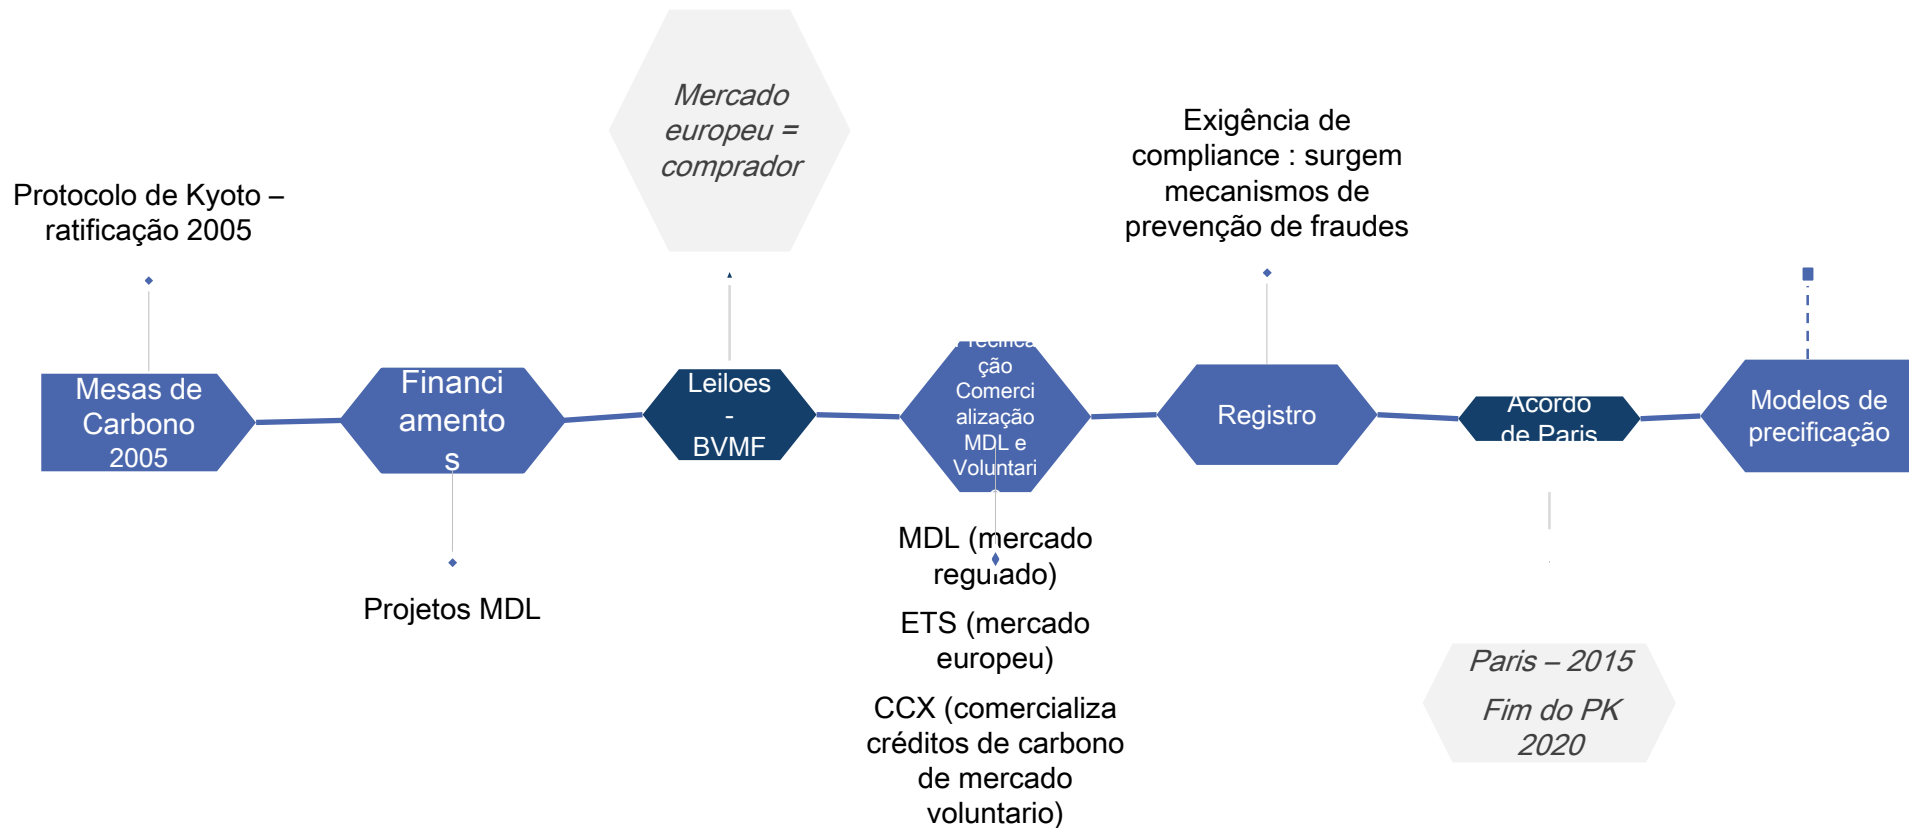 Mercado
europeu =
comprador
Exigência de
compliance : surgem
mecanismos de
prevenção de fraudes
Protocolo de Kyoto –
ratificação 2005
Mesas de
Carbono
2005
Financi
amento
s
Leiloes
-
BVMF
ção
Comerci
alização
MDL e
Voluntari
Registro
Acordo
de Paris
Modelos de
precificação
Projetos MDL
MDL (mercado
regulado)
ETS (mercado
europeu)
CCX (comercializa
créditos de carbono
de mercado
voluntario)
Paris – 2015
Fim do PK
2020